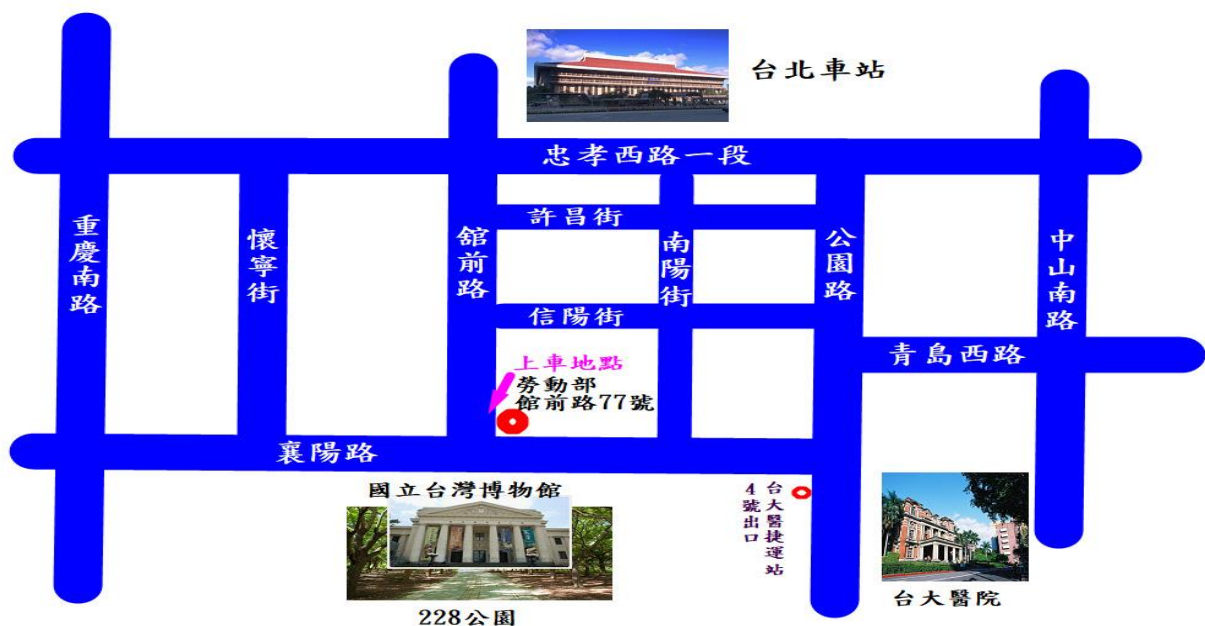 台北車站
忠孝西路一段
許昌街
重慶南路
懷寧街
舘前路
南陽街
公園路
中山南路
信陽街
青島西路
上車地點
勞動部
館前路77號
襄陽路
國立台灣博物館
台大醫捷運站
4號出口
228公園
台大醫院